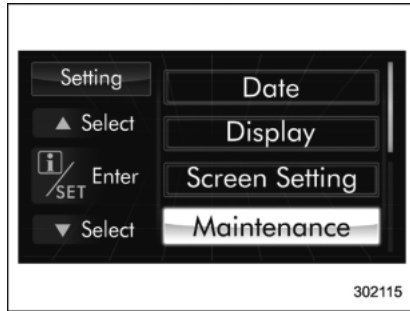 Setting
Date
▲ Select
Display
i/SET Enter
Screen Setting
▼ Select
Maintenance
302115